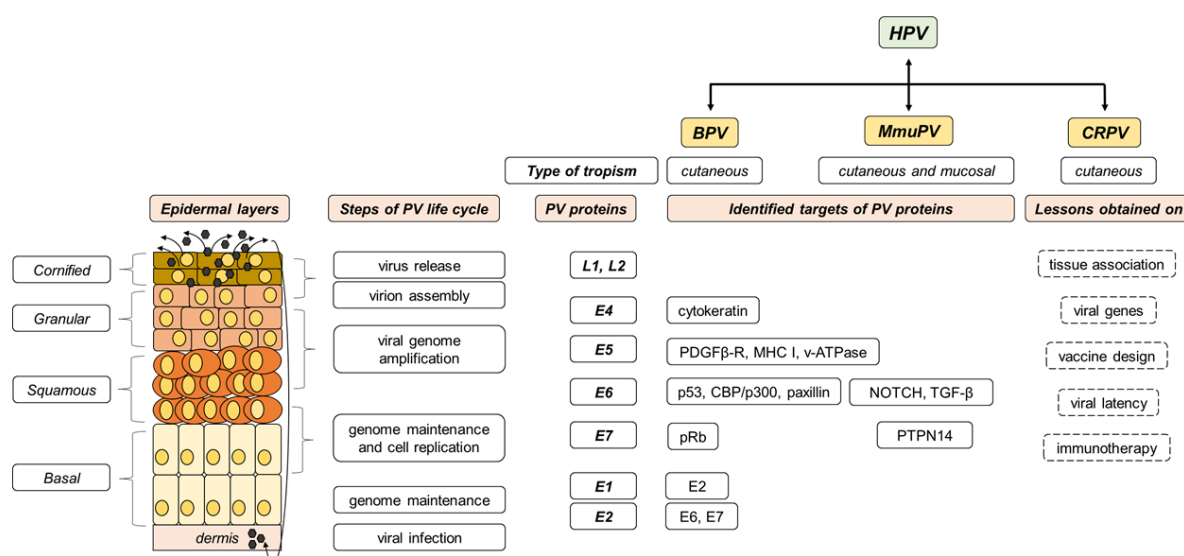 HPV
BPV
MmuPV
CRPV
Type of tropism
cutaneous
cutaneous and mucosal
cutaneous
Epidermal layers
Steps of PV life cycle
PV proteins
Identified targets of PV proteins
Lessons obtained on
Cornified
virus release
L1, L2
tissue association
virion assembly
Granular
E4
cytokeratin
viral genes
viral genome
amplification
E5
PDGFβ-R, MHC I, v-ATPase
vaccine design
Squamous
E6
p53, CBP/p300, paxillin
NOTCH, TGF-β
viral latency
genome maintenance
and cell replication
E7
pRb
PTPN14
immunotherapy
Basal
genome maintenance
E1
E2
E2
E6, E7
dermis
viral infection